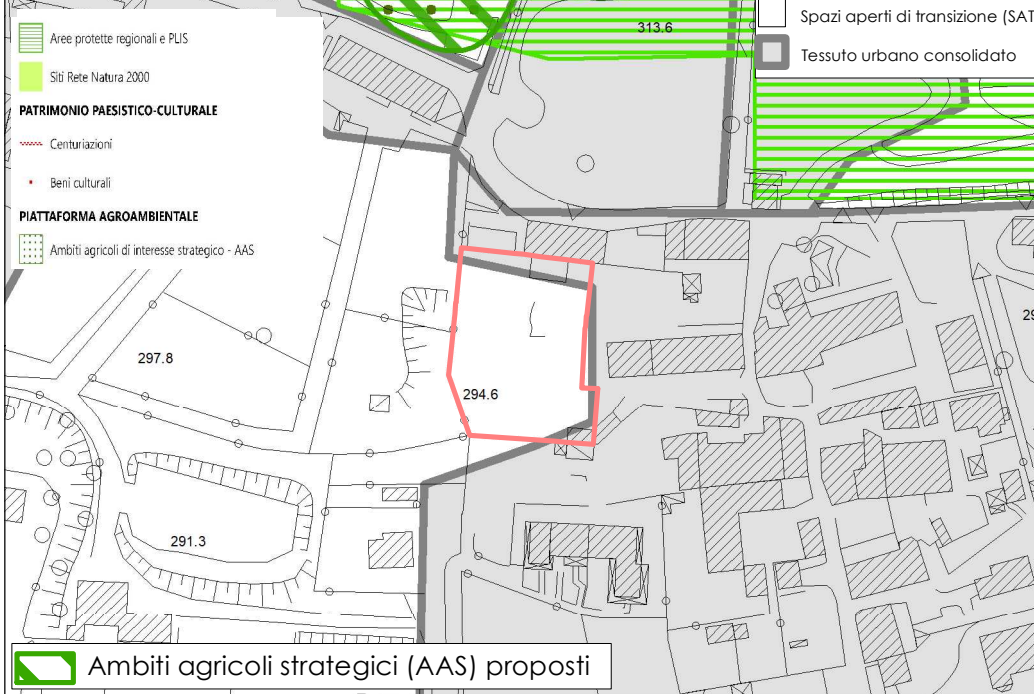 Aree protette regionali e PLIS
Siti Rete Natura 2000
PATRIMONIO PAESISTICO-CULTURALE
Centuriazioni
Beni culturali
PIATTAFORMA AGROAMBIENTALE
Ambiti agricoli di interesse strategico - AAS
Spazi aperti di transizione (SAT
Tessuto urbano consolidato
313.6
297.8
294.6
29
291.3
Ambiti agricoli strategici (AAS) proposti